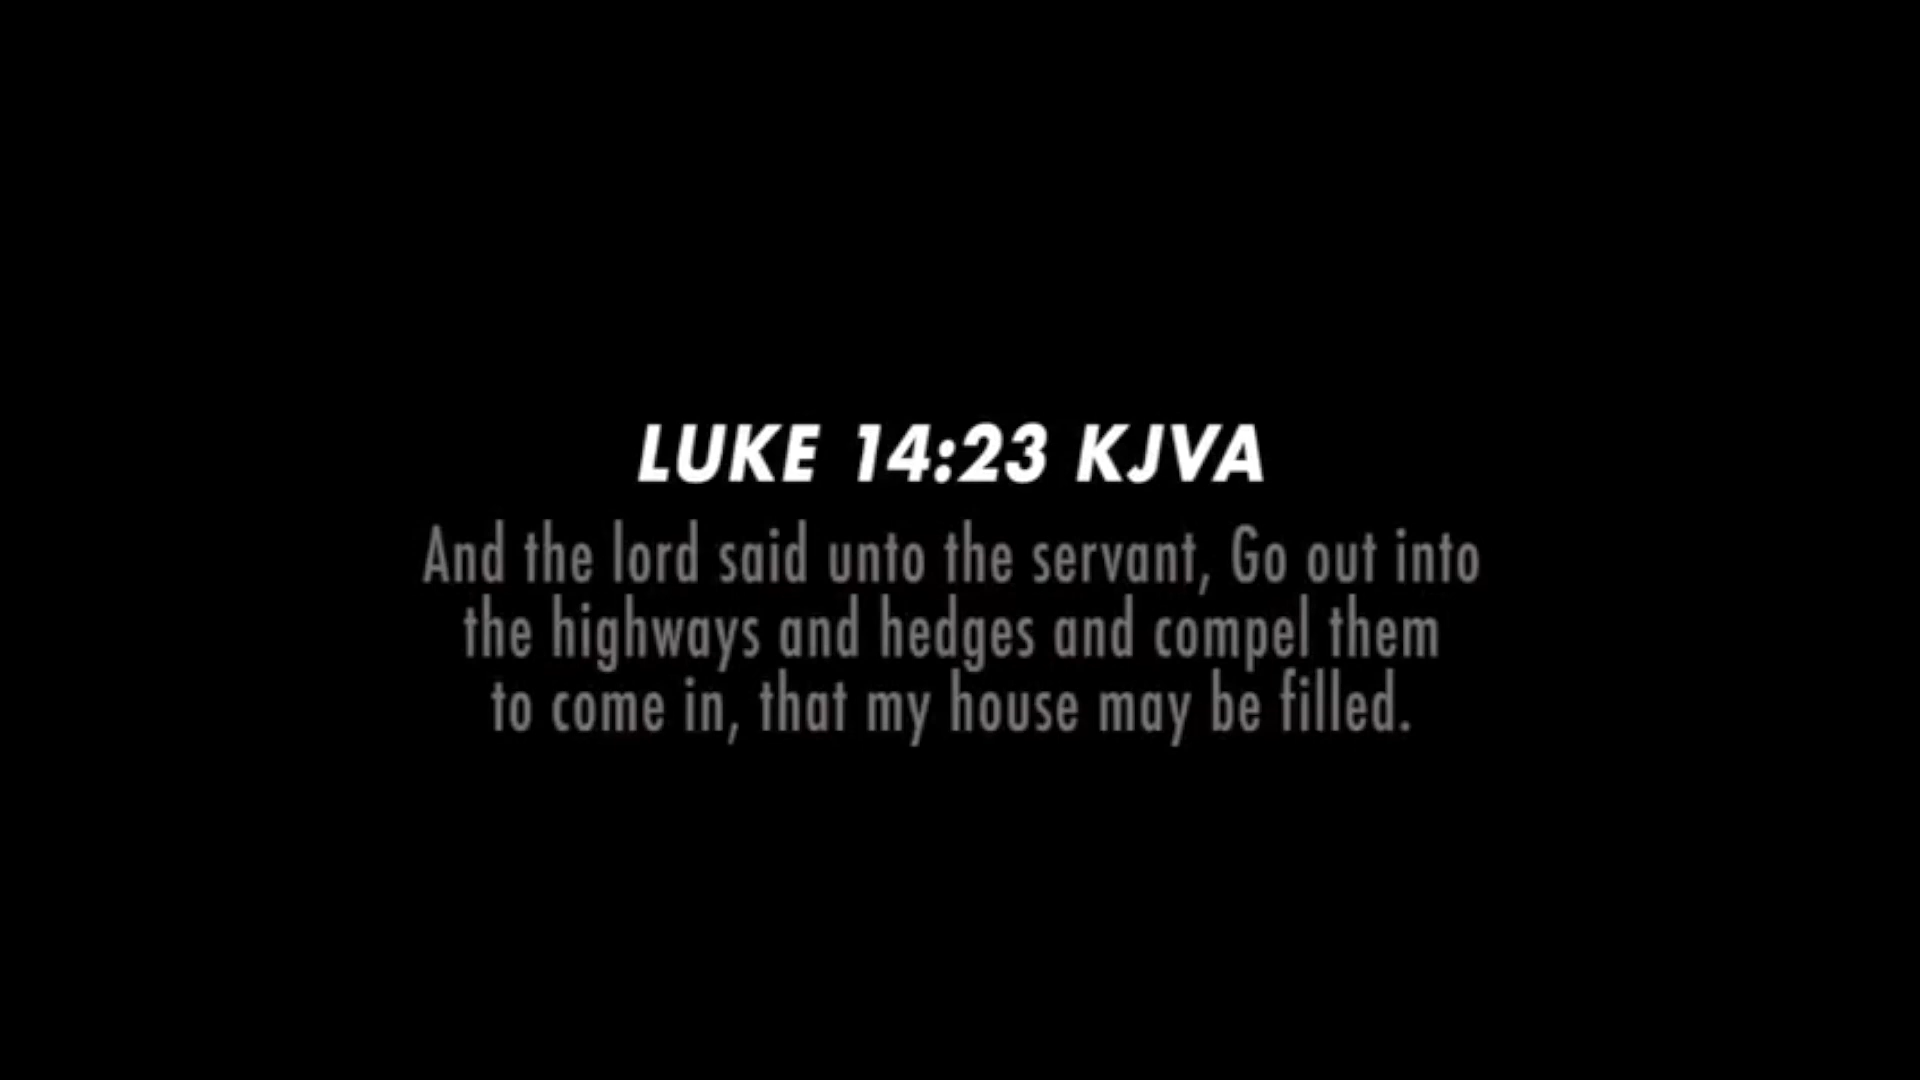 LUKE 14:23 KJVA
And the lord said unto the servant, Go out into
the highways and hedges and compel them
to come in, that my house may be filled.